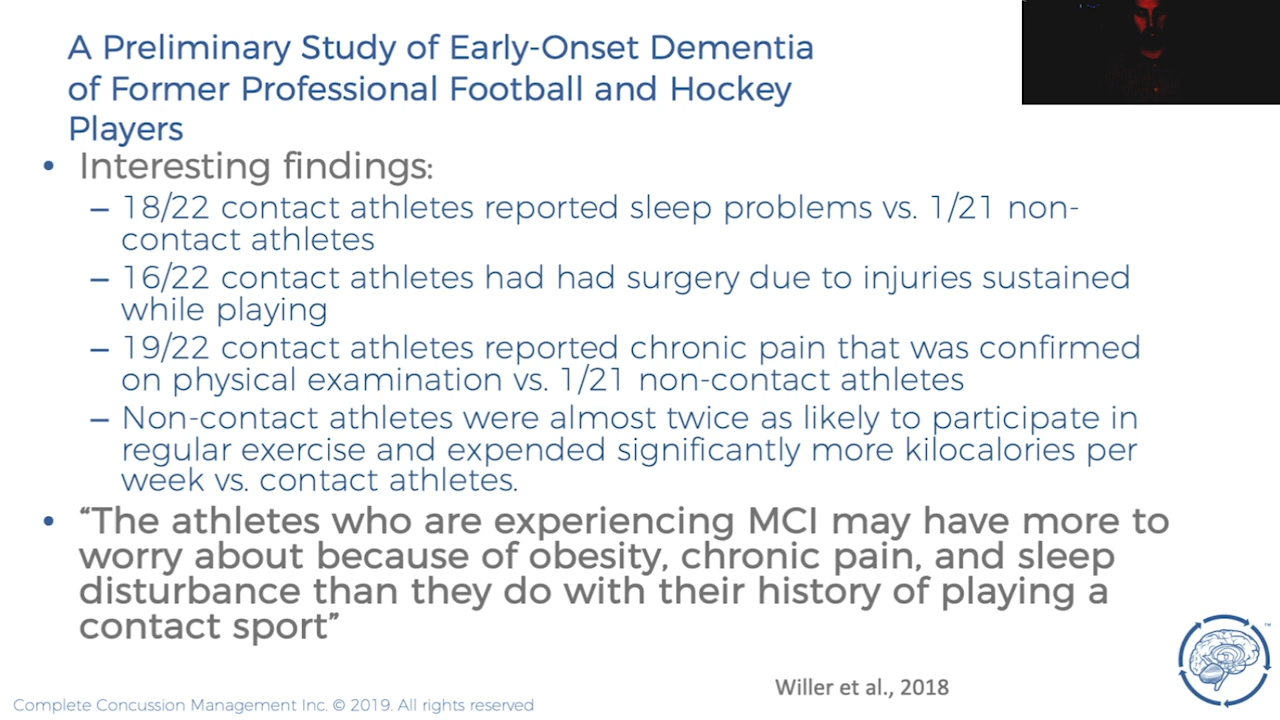 A Preliminary Study of Early-Onset Dementia
of Former Professional Football and Hockey
Players
• Interesting findings:
– 18/22 contact athletes reported sleep problems vs. 1/21 non-
contact athletes
– 16/22 contact athletes had had surgery due to injuries sustained
while playing
– 19/22 contact athletes reported chronic pain that was confirmed
on physical examination vs. 1/21 non-contact athletes
– Non-contact athletes were almost twice as likely to participate in
regular exercise and expended significantly more kilocalories per
week vs. contact athletes.
• “The athletes who are experiencing MCI may have more to
worry about because of obesity, chronic pain, and sleep
disturbance than they do with their history of playing a
contact sport”
Willer et al., 2018
Complete Concussion Management Inc. © 2019. All rights reserved
™